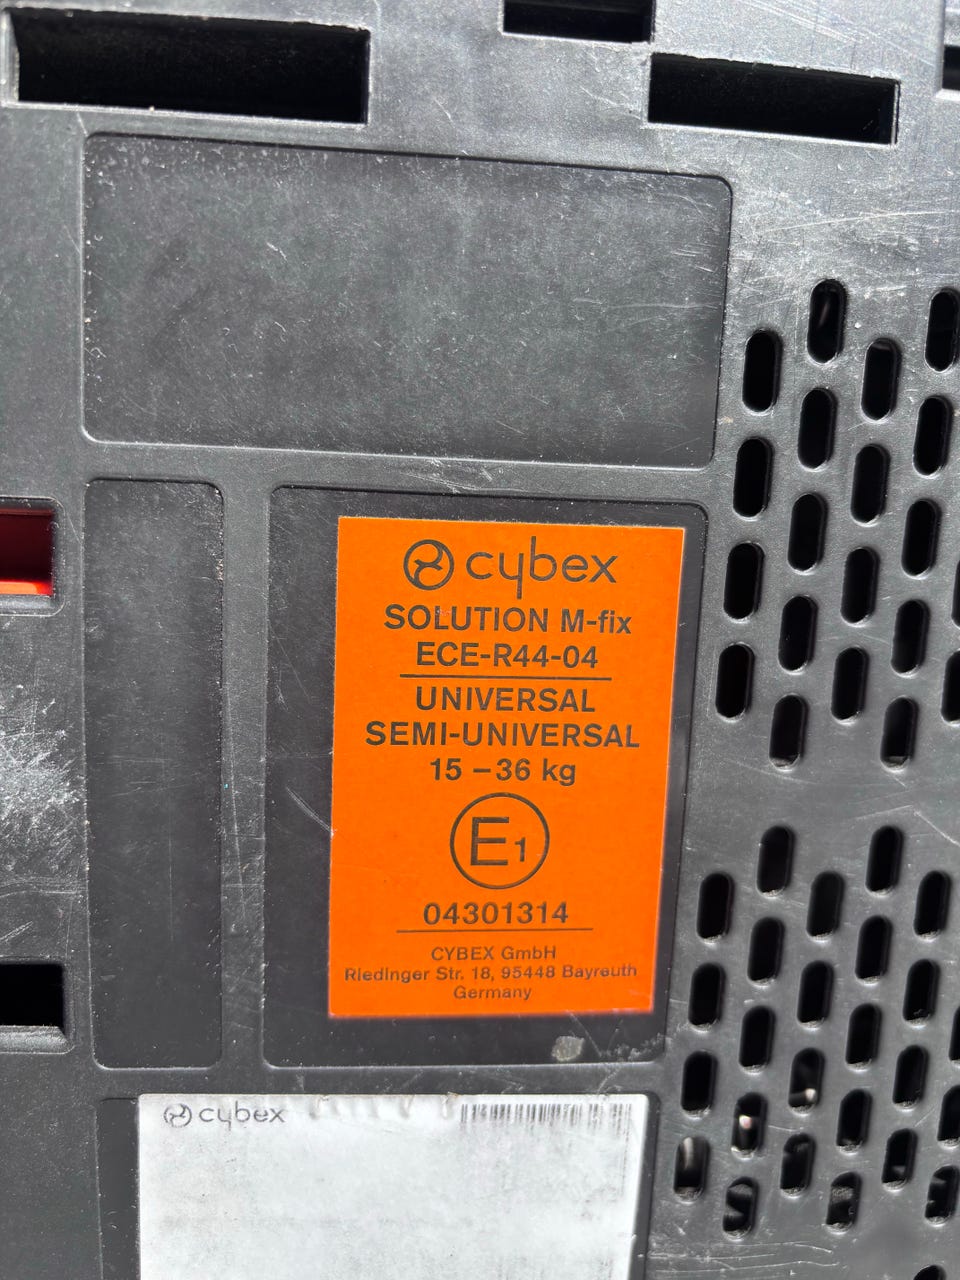 cybex
SOLUTION M-fix
ECE-R44-04
UNIVERSAL
SEMI-UNIVERSAL
15 – 36 kg
E1
04301314
CYBEX GmbH
Riedinger Str. 18, 95448 Bayreuth
Germany
cybex